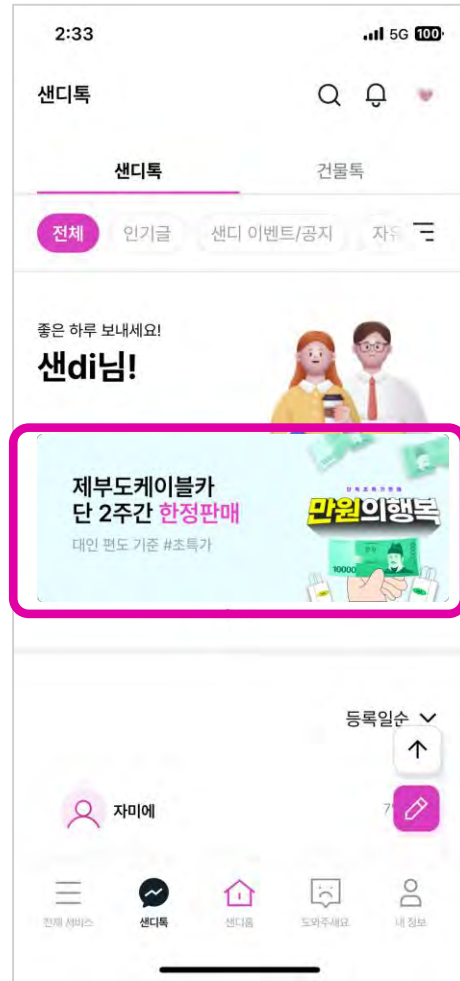 2:33
5G 100
샌디톡
샌디톡 건물톡
전체 인기글 샌디 이벤트/공지 자유
좋은 하루 보내세요!
샌di님!
제부도케이블카
단 2주간 한정판매
대인 편도 기준 #초특가
만원의행복
10000
등록일순
자미에
전체 서비스 샌디톡 샌디홈 도와주세요 내 정보